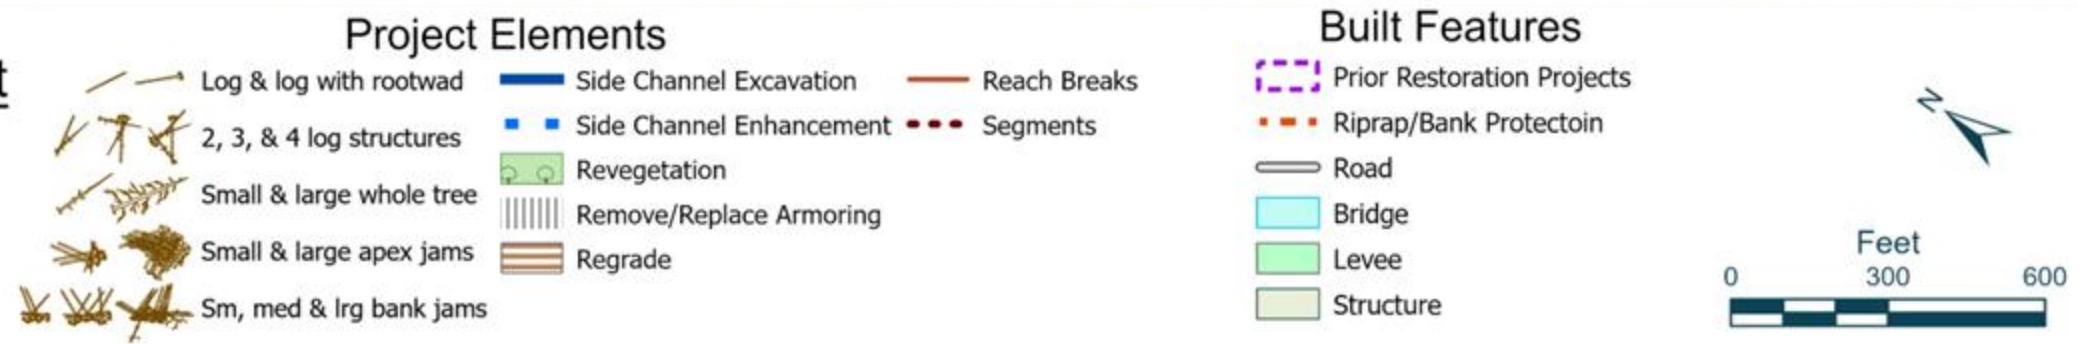 Project Elements
Log & log with rootwad
2, 3, & 4 log structures
Small & large whole tree
Small & large apex jams
Sm, med & lrg bank jams
Side Channel Excavation
Side Channel Enhancement
Revegetation
Remove/Replace Armoring
Regrade
Reach Breaks
Segments
Built Features
Prior Restoration Projects
Riprap/Bank Protectoin
Road
Bridge
Levee
Structure
N
Feet
0 300 600